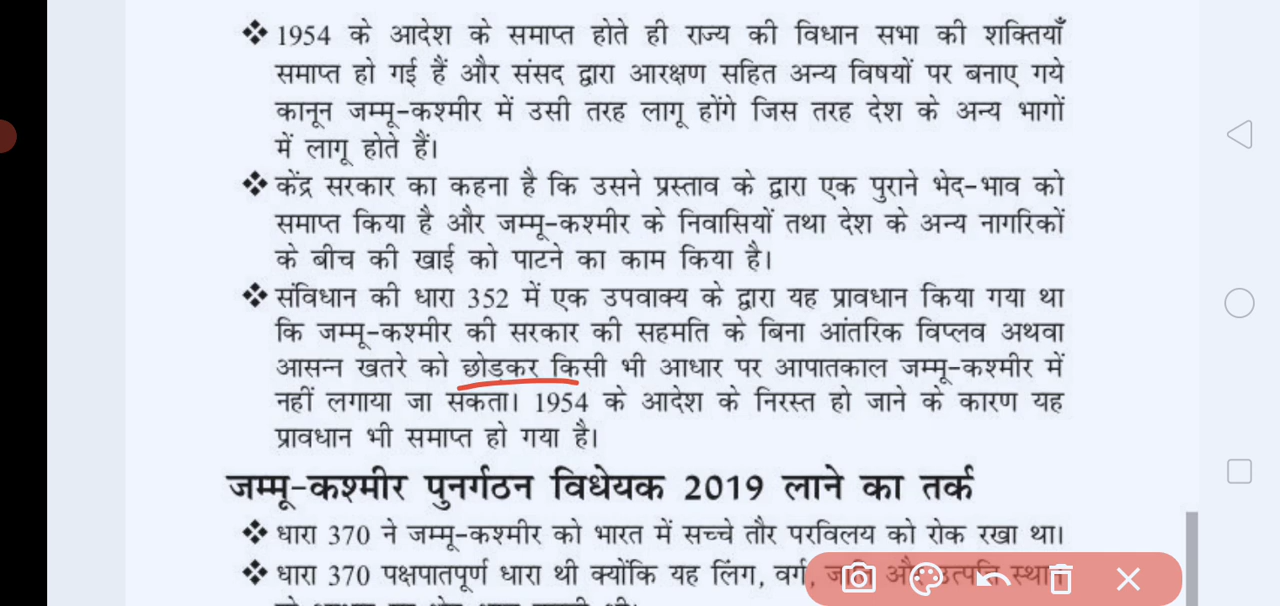 ❖ 1954 के आदेश के समाप्त होते ही राज्य की विधान सभा की शक्तियाँ
समाप्त हो गई हैं और संसद द्वारा आरक्षण सहित अन्य विषयों पर बनाए गये
कानून जम्मू-कश्मीर में उसी तरह लागू होंगे जिस तरह देश के अन्य भागों
में लागू होते हैं।
❖ केंद्र सरकार का कहना है कि उसने प्रस्ताव के द्वारा एक पुराने भेद-भाव को
समाप्त किया है और जम्मू-कश्मीर के निवासियों तथा देश के अन्य नागरिकों
के बीच की खाई को पाटने का काम किया है।
❖ संविधान की धारा 352 में एक उपवाक्य के द्वारा यह प्रावधान किया गया था
कि जम्मू-कश्मीर की सरकार की सहमति के बिना आंतरिक विप्लव अथवा
आसन्न खतरे को छोड़कर किसी भी आधार पर आपातकाल जम्मू-कश्मीर में
नहीं लगाया जा सकता। 1954 के आदेश के निरस्त हो जाने के कारण यह
प्रावधान भी समाप्त हो गया है।
जम्मू-कश्मीर पुनर्गठन विधेयक 2019 लाने का तर्क
❖ धारा 370 ने जम्मू-कश्मीर को भारत में सच्चे तौर परविलय को रोक रखा था।
❖ धारा 370 पक्षपातपूर्ण धारा थी क्योंकि यह लिंग, वर्ग, जाति और उत्पत्ति स्थान